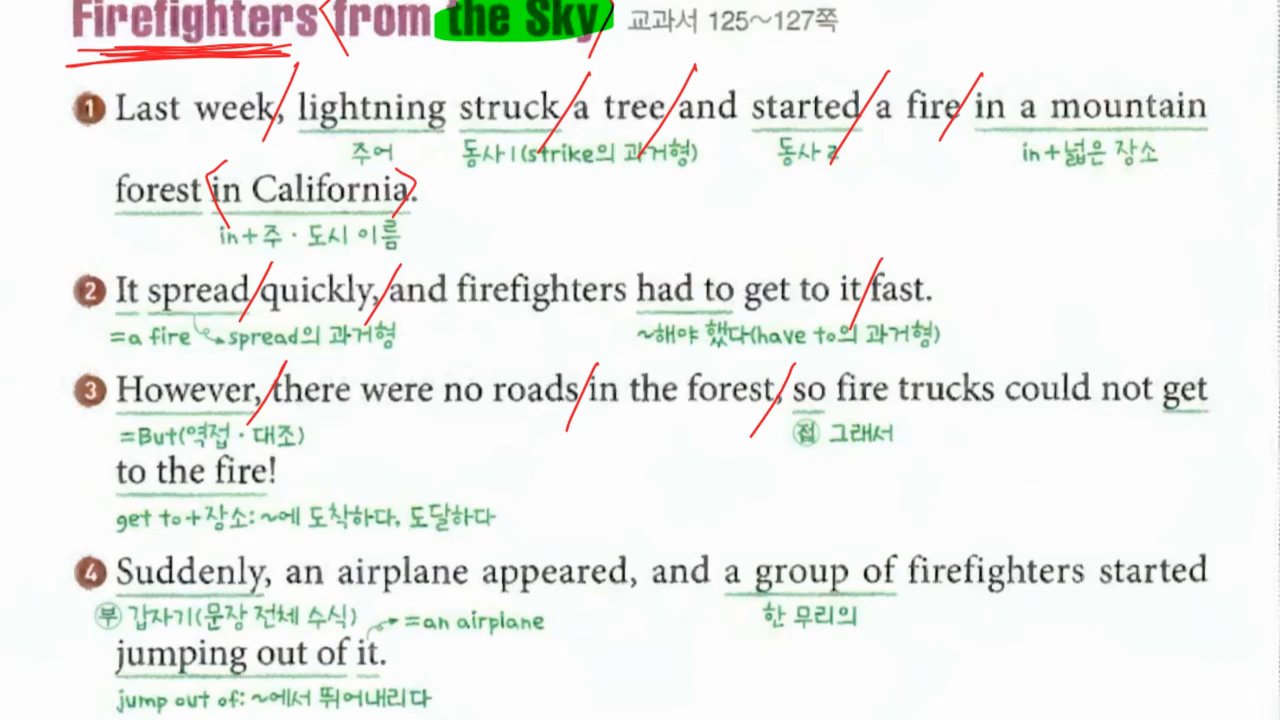 Firefighters from the Sky 교과서 125~127쪽
1 Last week, lightning struck a tree and started a fire in a mountain
주어 동사1(strike의 과거형) 동사2 in+넓은 장소
forest in California.
in+주·도시 이름
2 It spread quickly, and firefighters had to get to it fast.
=a fire spread의 과거형 ~해야 했다(have to의 과거형)
3 However, there were no roads in the forest, so fire trucks could not get
=But(역접·대조) 접 그래서
to the fire!
get to+장소: ~에 도착하다, 도달하다
4 Suddenly, an airplane appeared, and a group of firefighters started
부 갑자기(문장 전체 수식) =an airplane 한 무리의
jumping out of it.
jump out of: ~에서 뛰어내리다